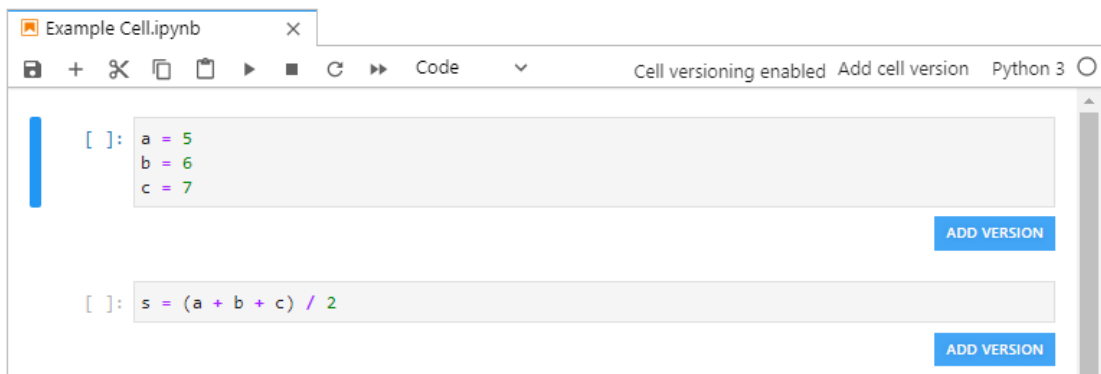 Example Cell.ipynb
Code Cell versioning enabled Add cell version Python 3
[ ]: a = 5
b = 6
c = 7
ADD VERSION
[ ]: s = (a + b + c) / 2
ADD VERSION